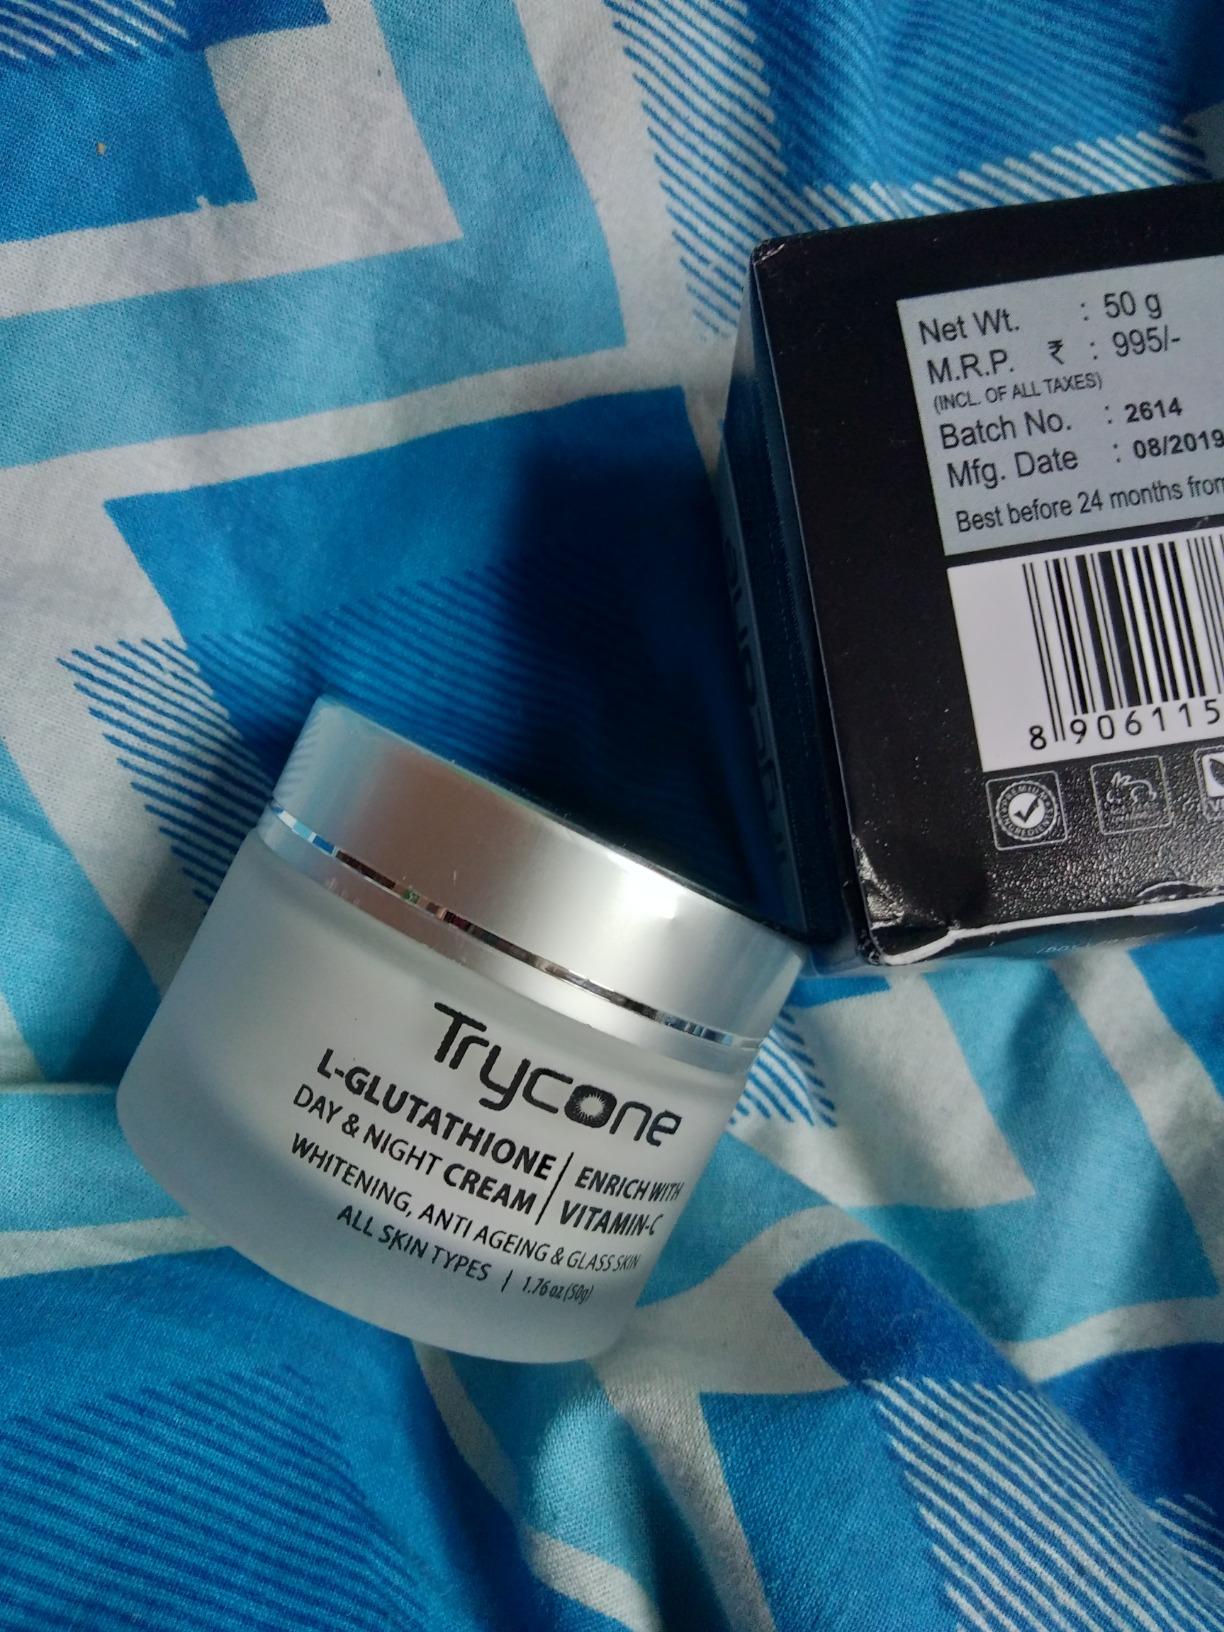 Net Wt. : 50 g
M.R.P. ₹ : 995/-
(INCL. OF ALL TAXES)
Batch No. : 2614
Mfg. Date : 08/2019
Best before 24 months from
8 906115
Trycone
L-GLUTATHIONE
DAY & NIGHT CREAM
ENRICH WITH
VITAMIN-C
WHITENING, ANTI AGEING & GLASS SKIN
ALL SKIN TYPES | 1.76 oz (50g)